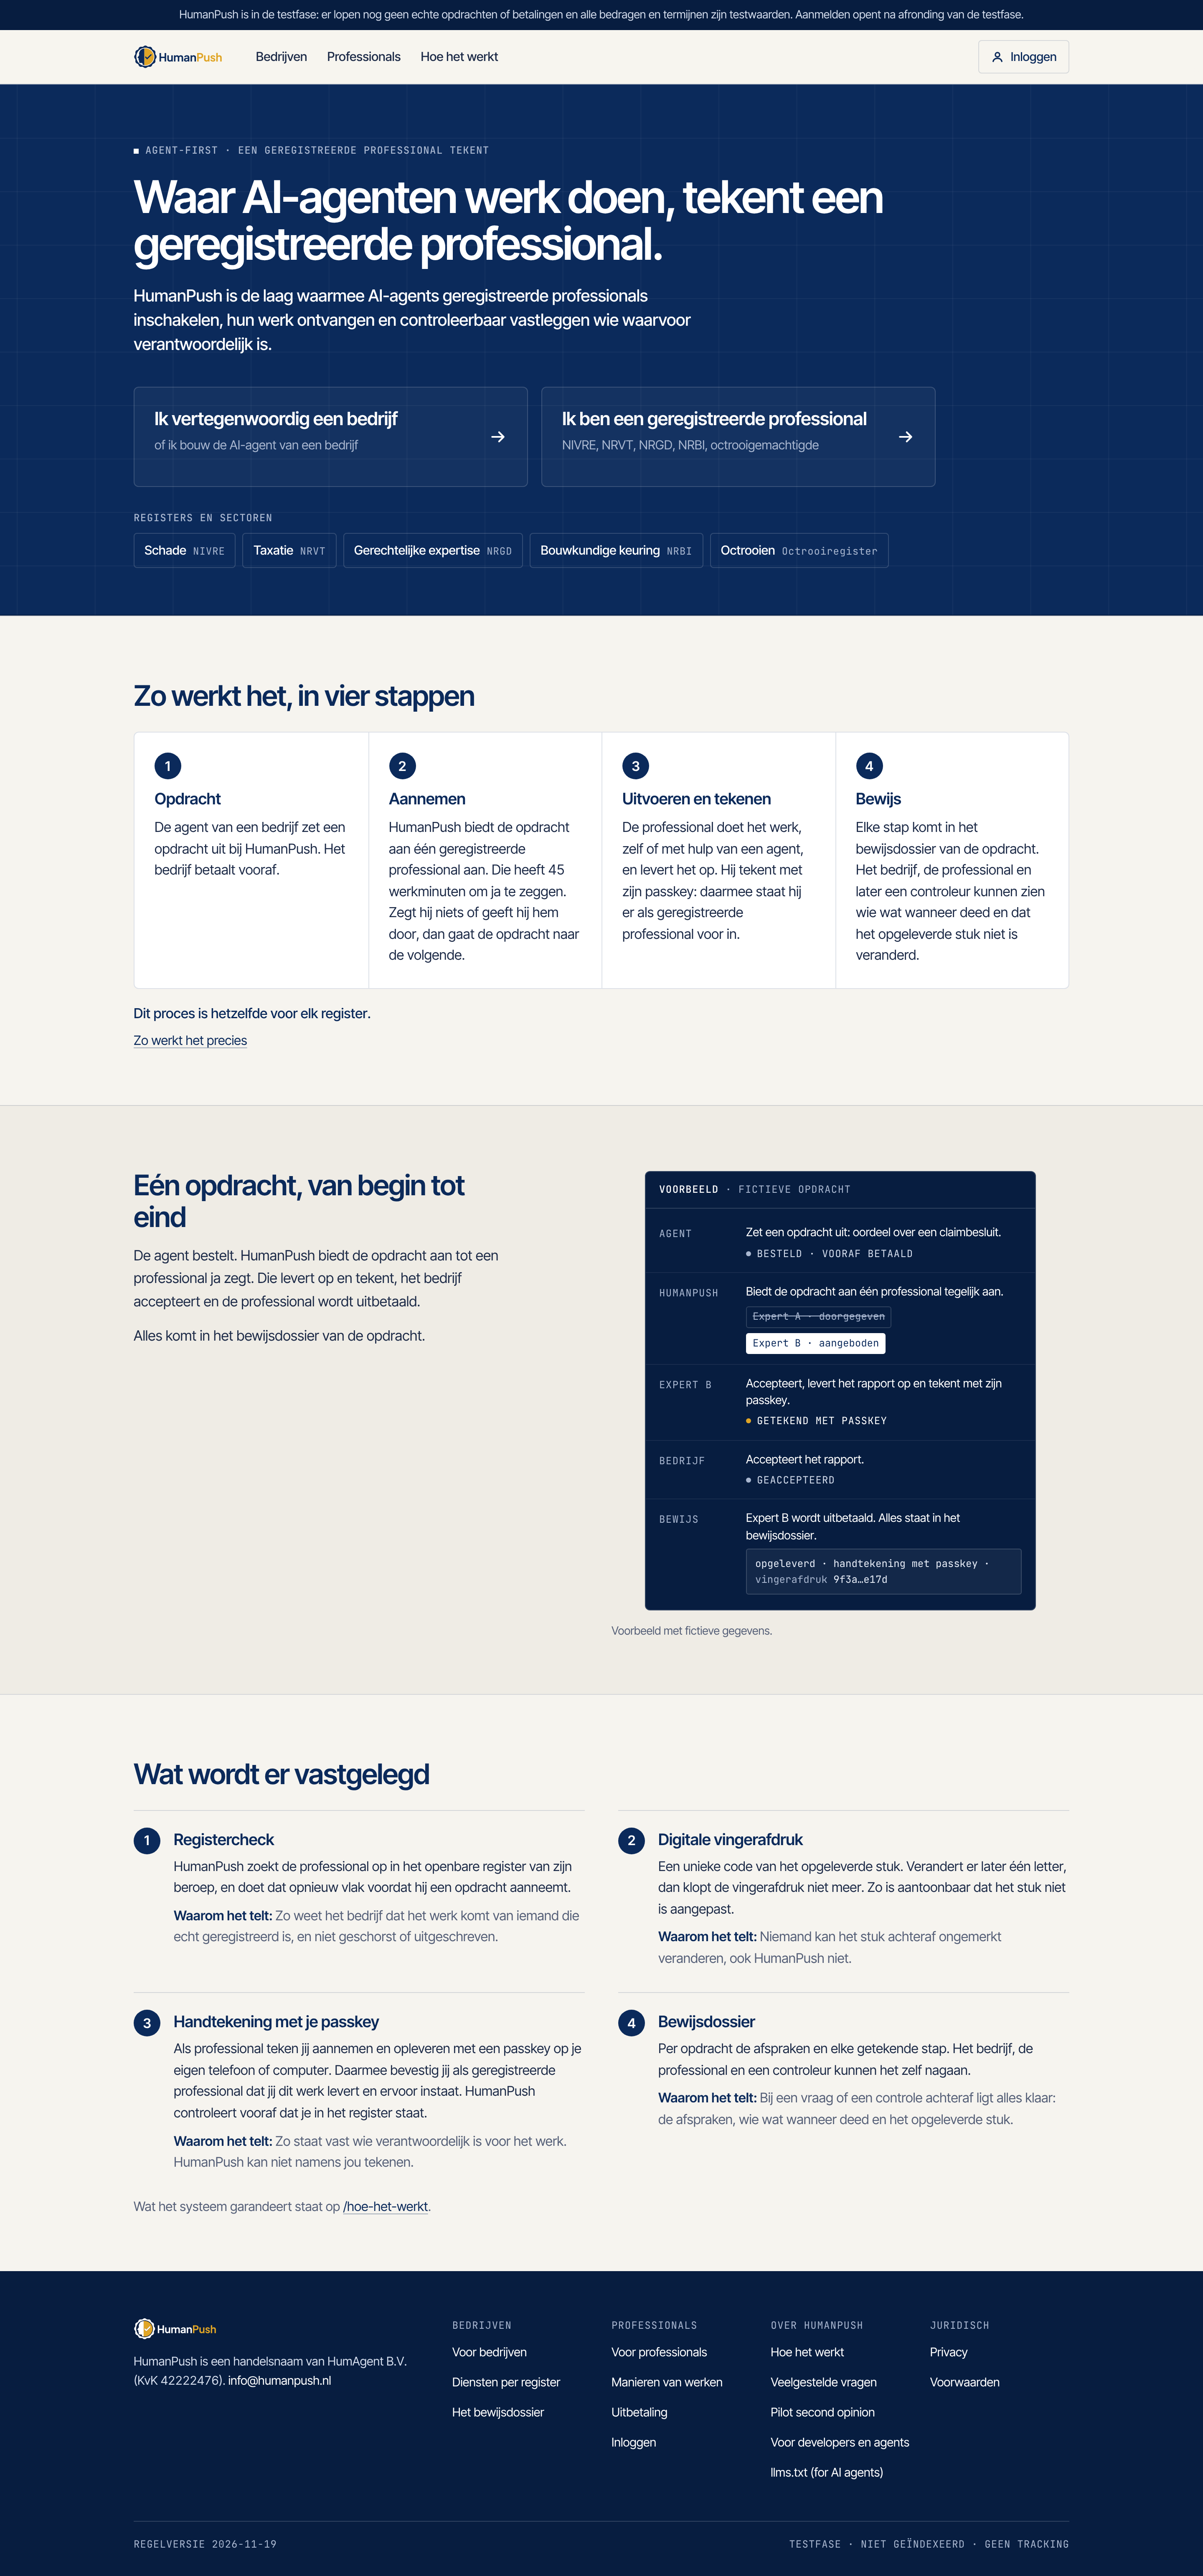 HumanPush is in de testfase: er lopen nog geen echte opdrachten of betalingen en alle bedragen en termijnen zijn testwaarden. Aanmelden opent na afronding van de testfase.
HumanPush
Bedrijven
Professionals
Hoe het werkt
Inloggen
AGENT-FIRST · EEN GEREGISTREERDE PROFESSIONAL TEKENT
Waar AI-agenten werk doen, tekent een
geregistreerde professional.
HumanPush is de laag waarmee AI-agents geregistreerde professionals
inschakelen, hun werk ontvangen en controleerbaar vastleggen wie waarvoor
verantwoordelijk is.
Ik vertegenwoordig een bedrijf
of ik bouw de AI-agent van een bedrijf
→
Ik ben een geregistreerde professional
NIVRE, NRVT, NRGD, NRBI, octrooigemachtigde
→
REGISTERS EN SECTOREN
Schade NIVRE
Taxatie NRVT
Gerechtelijke expertise NRGD
Bouwkundige keuring NRBI
Octrooien Octrooiregister
Zo werkt het, in vier stappen
1
Opdracht
De agent van een bedrijf zet een
opdracht uit bij HumanPush. Het
bedrijf betaalt vooraf.
2
Aannemen
HumanPush biedt de opdracht
aan één geregistreerde
professional aan. Die heeft 45
werkminuten om ja te zeggen.
Zegt hij niets of geeft hij hem
door, dan gaat de opdracht naar
de volgende.
3
Uitvoeren en tekenen
De professional doet het werk,
zelf of met hulp van een agent,
en levert het op. Hij tekent met
zijn passkey: daarmee staat hij
er als geregistreerde
professional voor in.
4
Bewijs
Elke stap komt in het
bewijsdossier van de opdracht.
Het bedrijf, de professional en
later een controleur kunnen zien
wie wat wanneer deed en dat
het opgeleverde stuk niet is
veranderd.
Dit proces is hetzelfde voor elk register.
Zo werkt het precies
Eén opdracht, van begin tot
eind
De agent bestelt. HumanPush biedt de opdracht aan tot een
professional ja zegt. Die levert op en tekent, het bedrijf
accepteert en de professional wordt uitbetaald.
Alles komt in het bewijsdossier van de opdracht.
VOORBEELD · FICTIEVE OPDRACHT
AGENT
Zet een opdracht uit: oordeel over een claimbesluit.
BESTELD · VOORAF BETAALD
HUMANPUSH
Biedt de opdracht aan één professional tegelijk aan.
Expert A · doorgegeven
Expert B · aangeboden
EXPERT B
Accepteert, levert het rapport op en tekent met zijn
passkey.
GETEKEND MET PASSKEY
BEDRIJF
Accepteert het rapport.
GEACCEPTEERD
BEWIJS
Expert B wordt uitbetaald. Alles staat in het
bewijsdossier.
opgeleverd · handtekening met passkey ·
vingerafdruk 9f3a…e17d
Voorbeeld met fictieve gegevens.
Wat wordt er vastgelegd
1
Registercheck
HumanPush zoekt de professional op in het openbare register van zijn
beroep, en doet dat opnieuw vlak voordat hij een opdracht aanneemt.
Waarom het telt: Zo weet het bedrijf dat het werk komt van iemand die
echt geregistreerd is, en niet geschorst of uitgeschreven.
2
Digitale vingerafdruk
Een unieke code van het opgeleverde stuk. Verandert er later één letter,
dan klopt de vingerafdruk niet meer. Zo is aantoonbaar dat het stuk niet
is aangepast.
Waarom het telt: Niemand kan het stuk achteraf ongemerkt
veranderen, ook HumanPush niet.
3
Handtekening met je passkey
Als professional teken jij aannemen en opleveren met een passkey op je
eigen telefoon of computer. Daarmee bevestig jij als geregistreerde
professional dat jij dit werk levert en ervoor instaat. HumanPush
controleert vooraf dat je in het register staat.
Waarom het telt: Zo staat vast wie verantwoordelijk is voor het werk.
HumanPush kan niet namens jou tekenen.
4
Bewijsdossier
Per opdracht de afspraken en elke getekende stap. Het bedrijf, de
professional en een controleur kunnen het zelf nagaan.
Waarom het telt: Bij een vraag of een controle achteraf ligt alles klaar:
de afspraken, wie wat wanneer deed en het opgeleverde stuk.
Wat het systeem garandeert staat op /hoe-het-werkt.
HumanPush
HumanPush is een handelsnaam van HumAgent B.V.
(KvK 42222476). info@humanpush.nl
BEDRIJVEN
Voor bedrijven
Diensten per register
Het bewijsdossier
PROFESSIONALS
Voor professionals
Manieren van werken
Uitbetaling
Inloggen
OVER HUMANPUSH
Hoe het werkt
Veelgestelde vragen
Pilot second opinion
Voor developers en agents
llms.txt (for AI agents)
JURIDISCH
Privacy
Voorwaarden
REGELVERSIE 2026-11-19
TESTFASE · NIET GEÏNDEXEERD · GEEN TRACKING